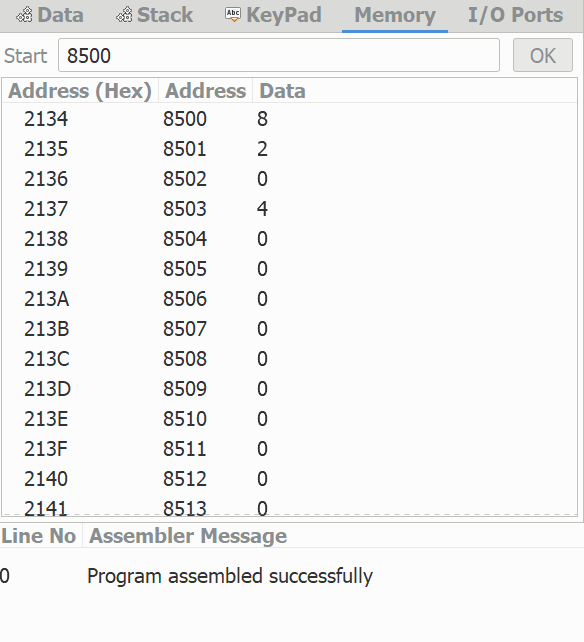 Data Stack KeyPad Memory I/O Ports
Start 8500 OK
Address (Hex) Address Data
2134 8500 8
2135 8501 2
2136 8502 0
2137 8503 4
2138 8504 0
2139 8505 0
213A 8506 0
213B 8507 0
213C 8508 0
213D 8509 0
213E 8510 0
213F 8511 0
2140 8512 0
2141 8513 0
Line No Assembler Message
0 Program assembled successfully